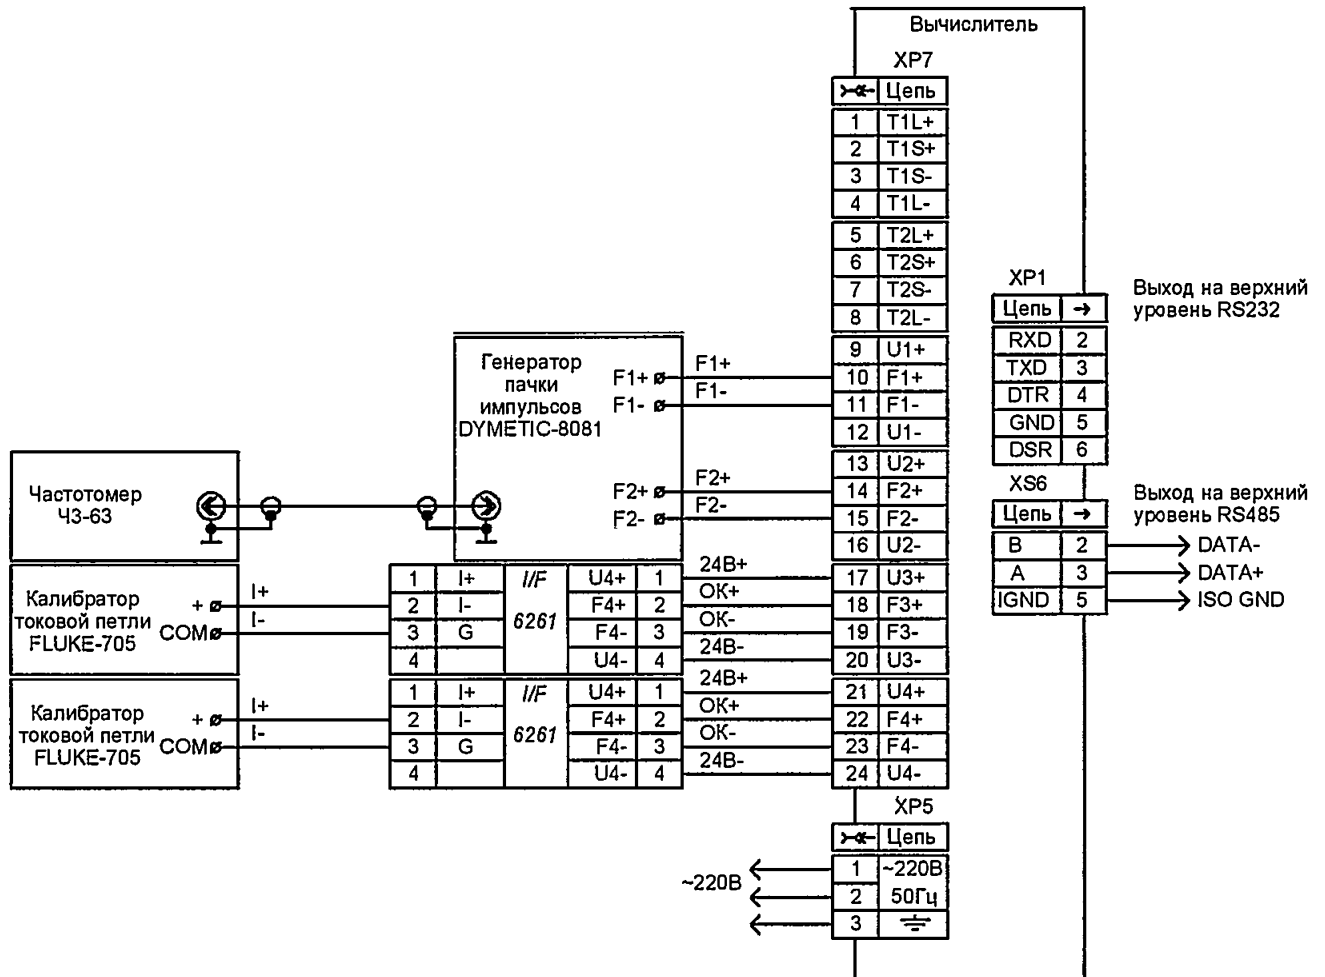 Вычислитель
XP7
Цепь
1 T1L+
2 T1S+
3 T1S-
4 T1L-
5 T2L+
6 T2S+
7 T2S-
8 T2L-
9 U1+
10 F1+
11 F1-
12 U1-
13 U2+
14 F2+
15 F2-
16 U2-
17 U3+
18 F3+
19 F3-
20 U3-
21 U4+
22 F4+
23 F4-
24 U4-
XP5
Цепь
1 ~220В
2 50Гц
3
~220В
XP1
Цепь
RXD 2
TXD 3
DTR 4
GND 5
DSR 6
Выход на верхний
уровень RS232
XS6
Цепь
B 2
A 3
IGND 5
Выход на верхний
уровень RS485
DATA-
DATA+
ISO GND
Генератор
пачки
импульсов
DYMETIC-8081
F1+
F1-
F2+
F2-
F1+
F1-
F2+
F2-
Частотомер
ЧЗ-63
Калибратор
токовой петли
FLUKE-705
+
COM
I+
I-
1 I+
2 I-
3 G
4
I/F
6261
U4+ 1
F4+ 2
F4- 3
U4- 4
24В+
ОК+
ОК-
24В-
Калибратор
токовой петли
FLUKE-705
+
COM
I+
I-
1 I+
2 I-
3 G
4
I/F
6261
U4+ 1
F4+ 2
F4- 3
U4- 4
24В+
ОК+
ОК-
24В-